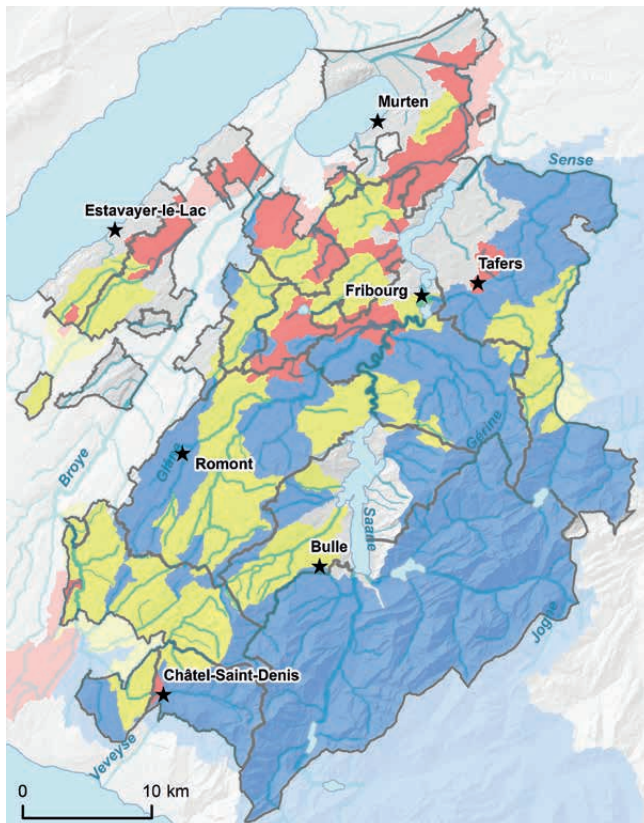 Murten
Sense
Estavayer-le-Lac
Tafers
Fribourg
Glâne
Romont
Gérine
Broye
Saane
Bulle
Jogne
Châtel-Saint-Denis
Veveyse
0 10 km